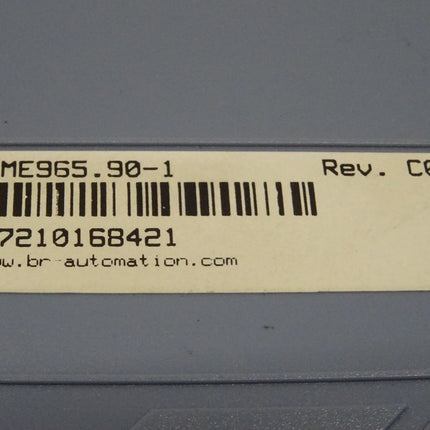 ME965.90-1 Rev. C0
7210168421
w.br-automation.com